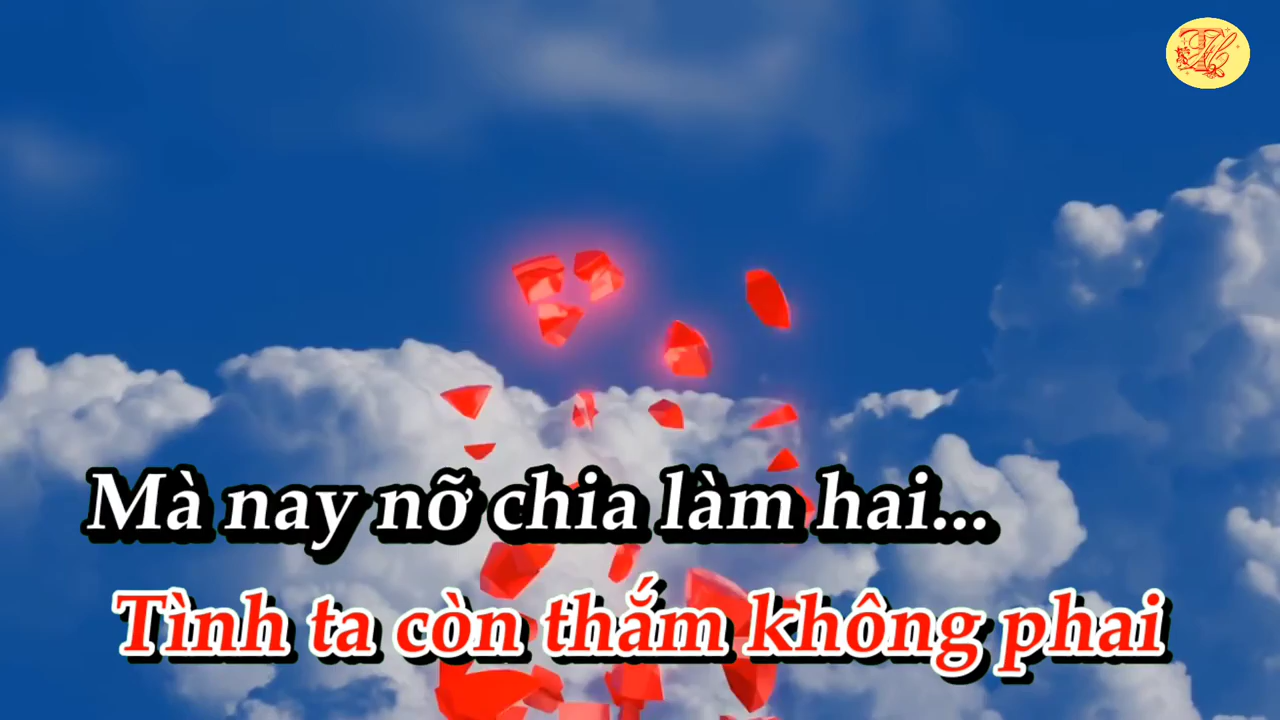 Mà nay nỡ chia làm hai...
Tình ta còn thắm không phai